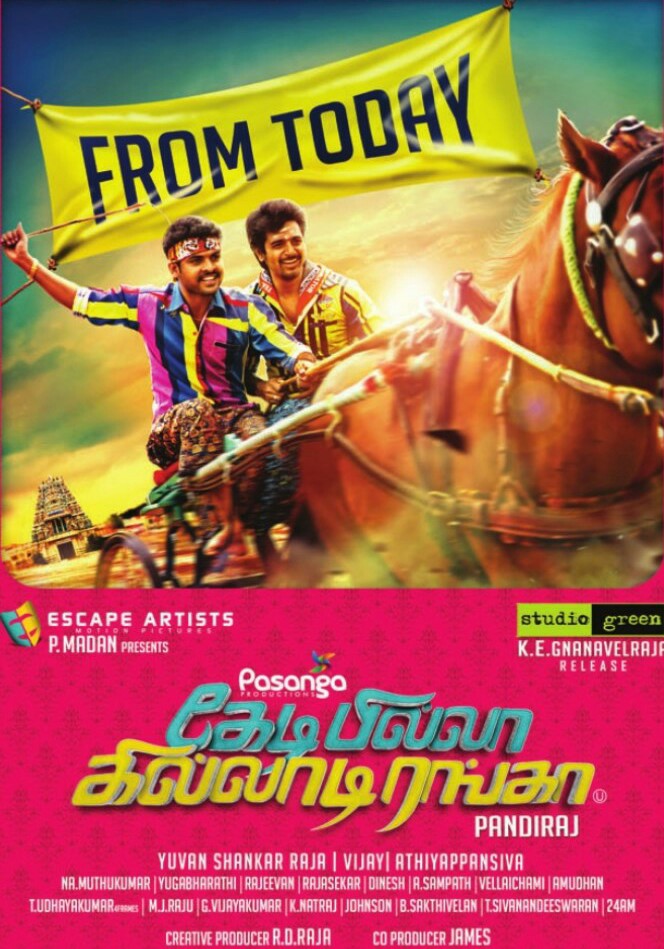 FROM TODAY
ESCAPE ARTISTS
MOTION PICTURES
P.MADAN PRESENTS
studio green
K.E.GNANAVELRAJA
RELEASE
Pasanga
PRODUCTIONS
கேடி பில்லா
கில்லாடி ரங்கா U
PANDIRAJ
YUVAN SHANKAR RAJA | VIJAY| ATHIYAPPANSIVA
NA.MUTHUKUMAR |YUGABHARATHI | RAJEEVAN | RAJASEKAR | DINESH | A.SAMPATH | VELLAICHAMI | AMUDHAN
T.UDHAYAKUMAR4FRAMES | M.J.RAJU | G.VIJAYAKUMAR | K.NATRAJ | JOHNSON | B.SAKTHIVELAN | T.SIVANANDEESWARAN | 24AM
CREATIVE PRODUCER R.D.RAJA CO PRODUCER JAMES